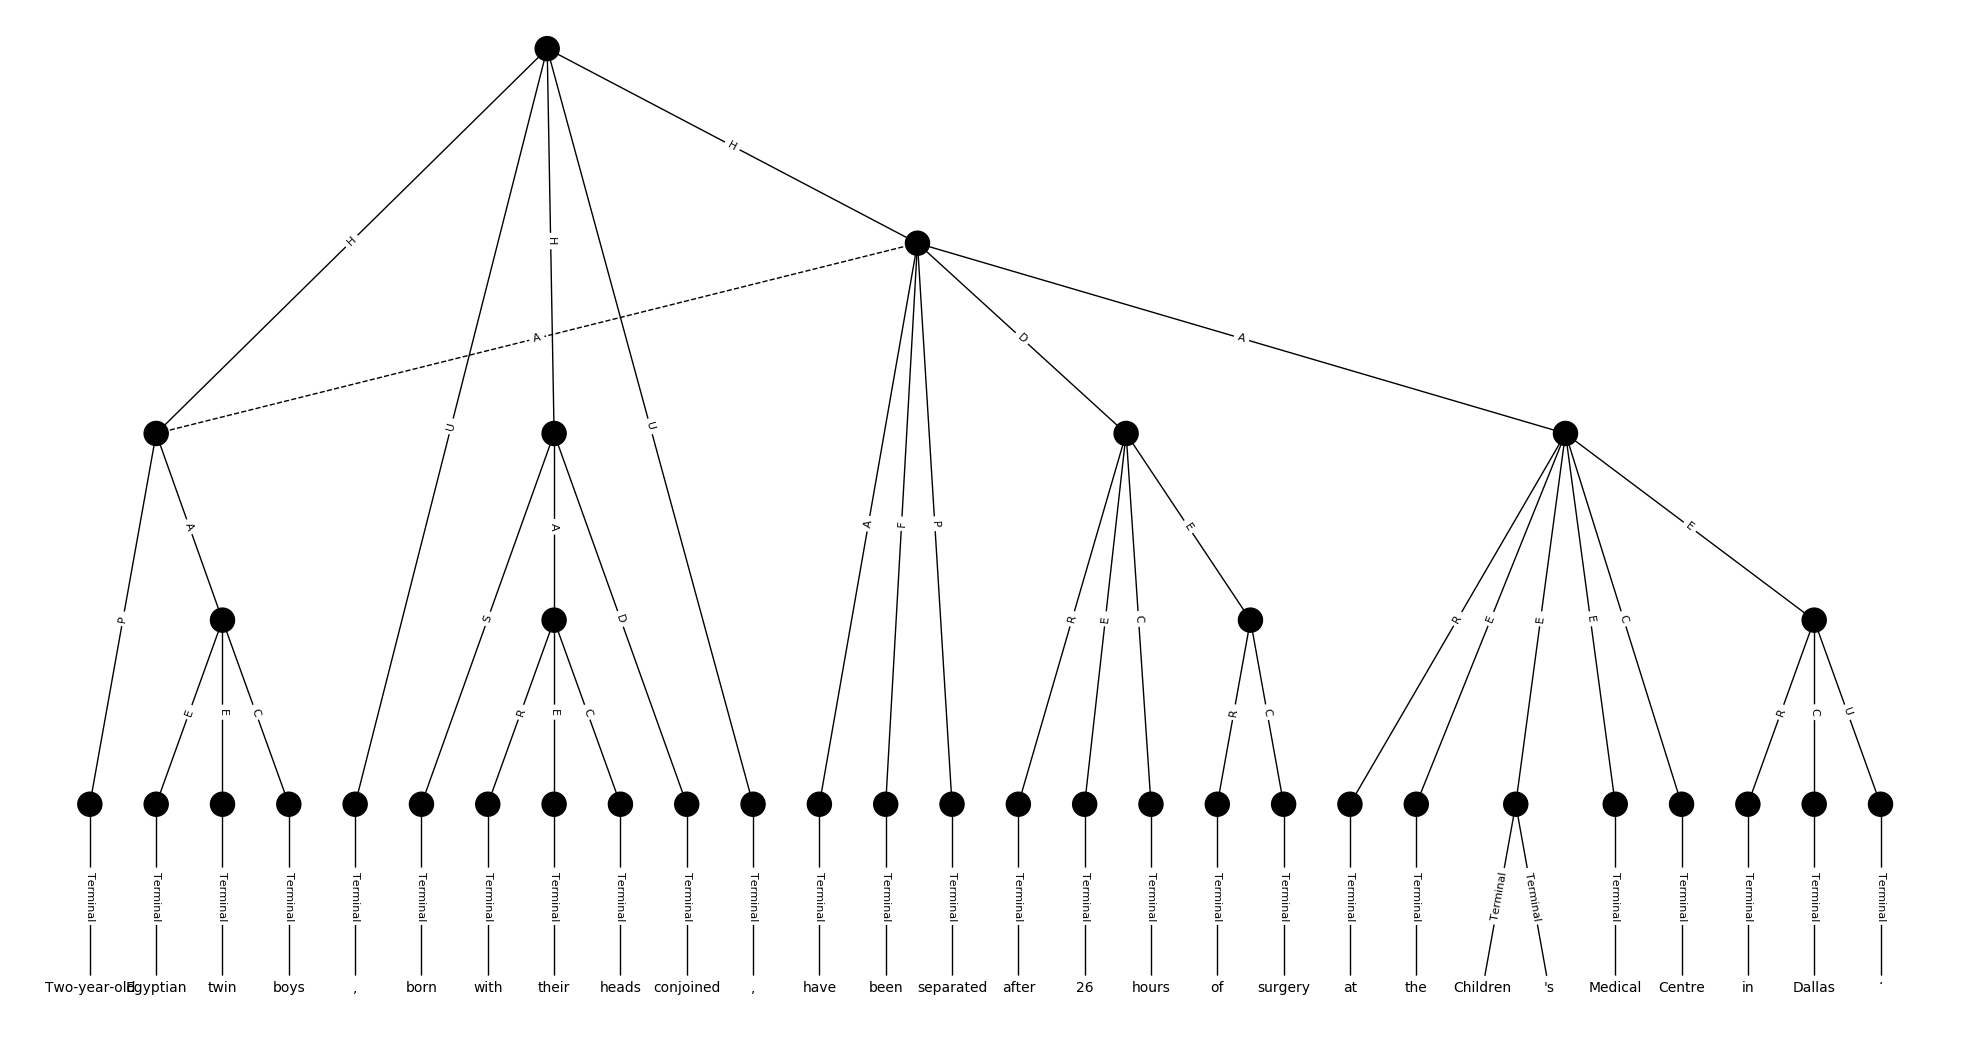 H
H
H
A
D
A
U
U
A
A
A
F
P
E
E
P
S
D
R
E
C
R
E
E
E
C
E
E
C
R
E
C
R
C
R
C
U
Terminal Terminal Terminal Terminal Terminal Terminal Terminal Terminal Terminal Terminal Terminal Terminal Terminal Terminal Terminal Terminal Terminal Terminal Terminal Terminal Terminal Terminal Terminal Terminal Terminal Terminal Terminal Terminal
Two-year-old Egyptian twin boys , born with their heads conjoined , have been separated after 26 hours of surgery at the Children 's Medical Centre in Dallas .